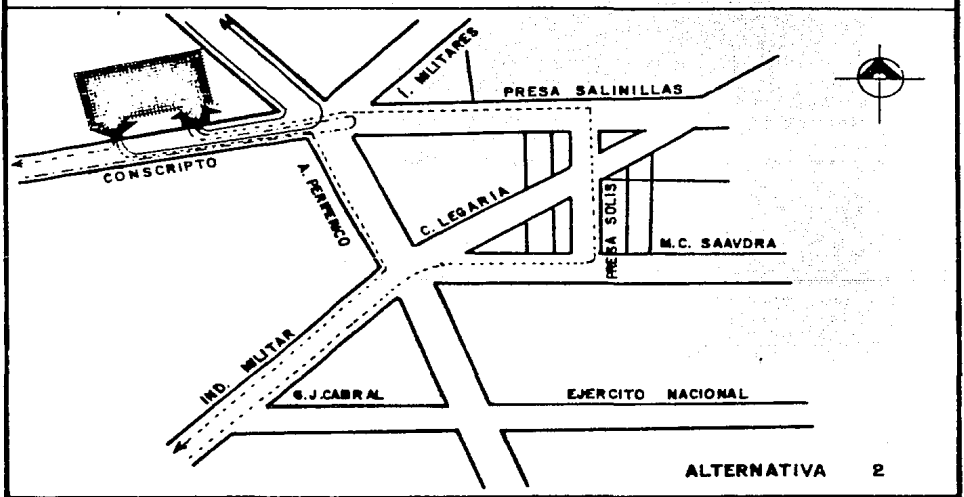 I. MILITARES
PRESA SALINILLAS
CONSCRIPTO
A. PERIFERICO
C. LEGARIA
PRESA SOLIS
M.C. SAAVDRA
IND. MILITAR
G. J. CABRAL
EJERCITO NACIONAL
ALTERNATIVA 2